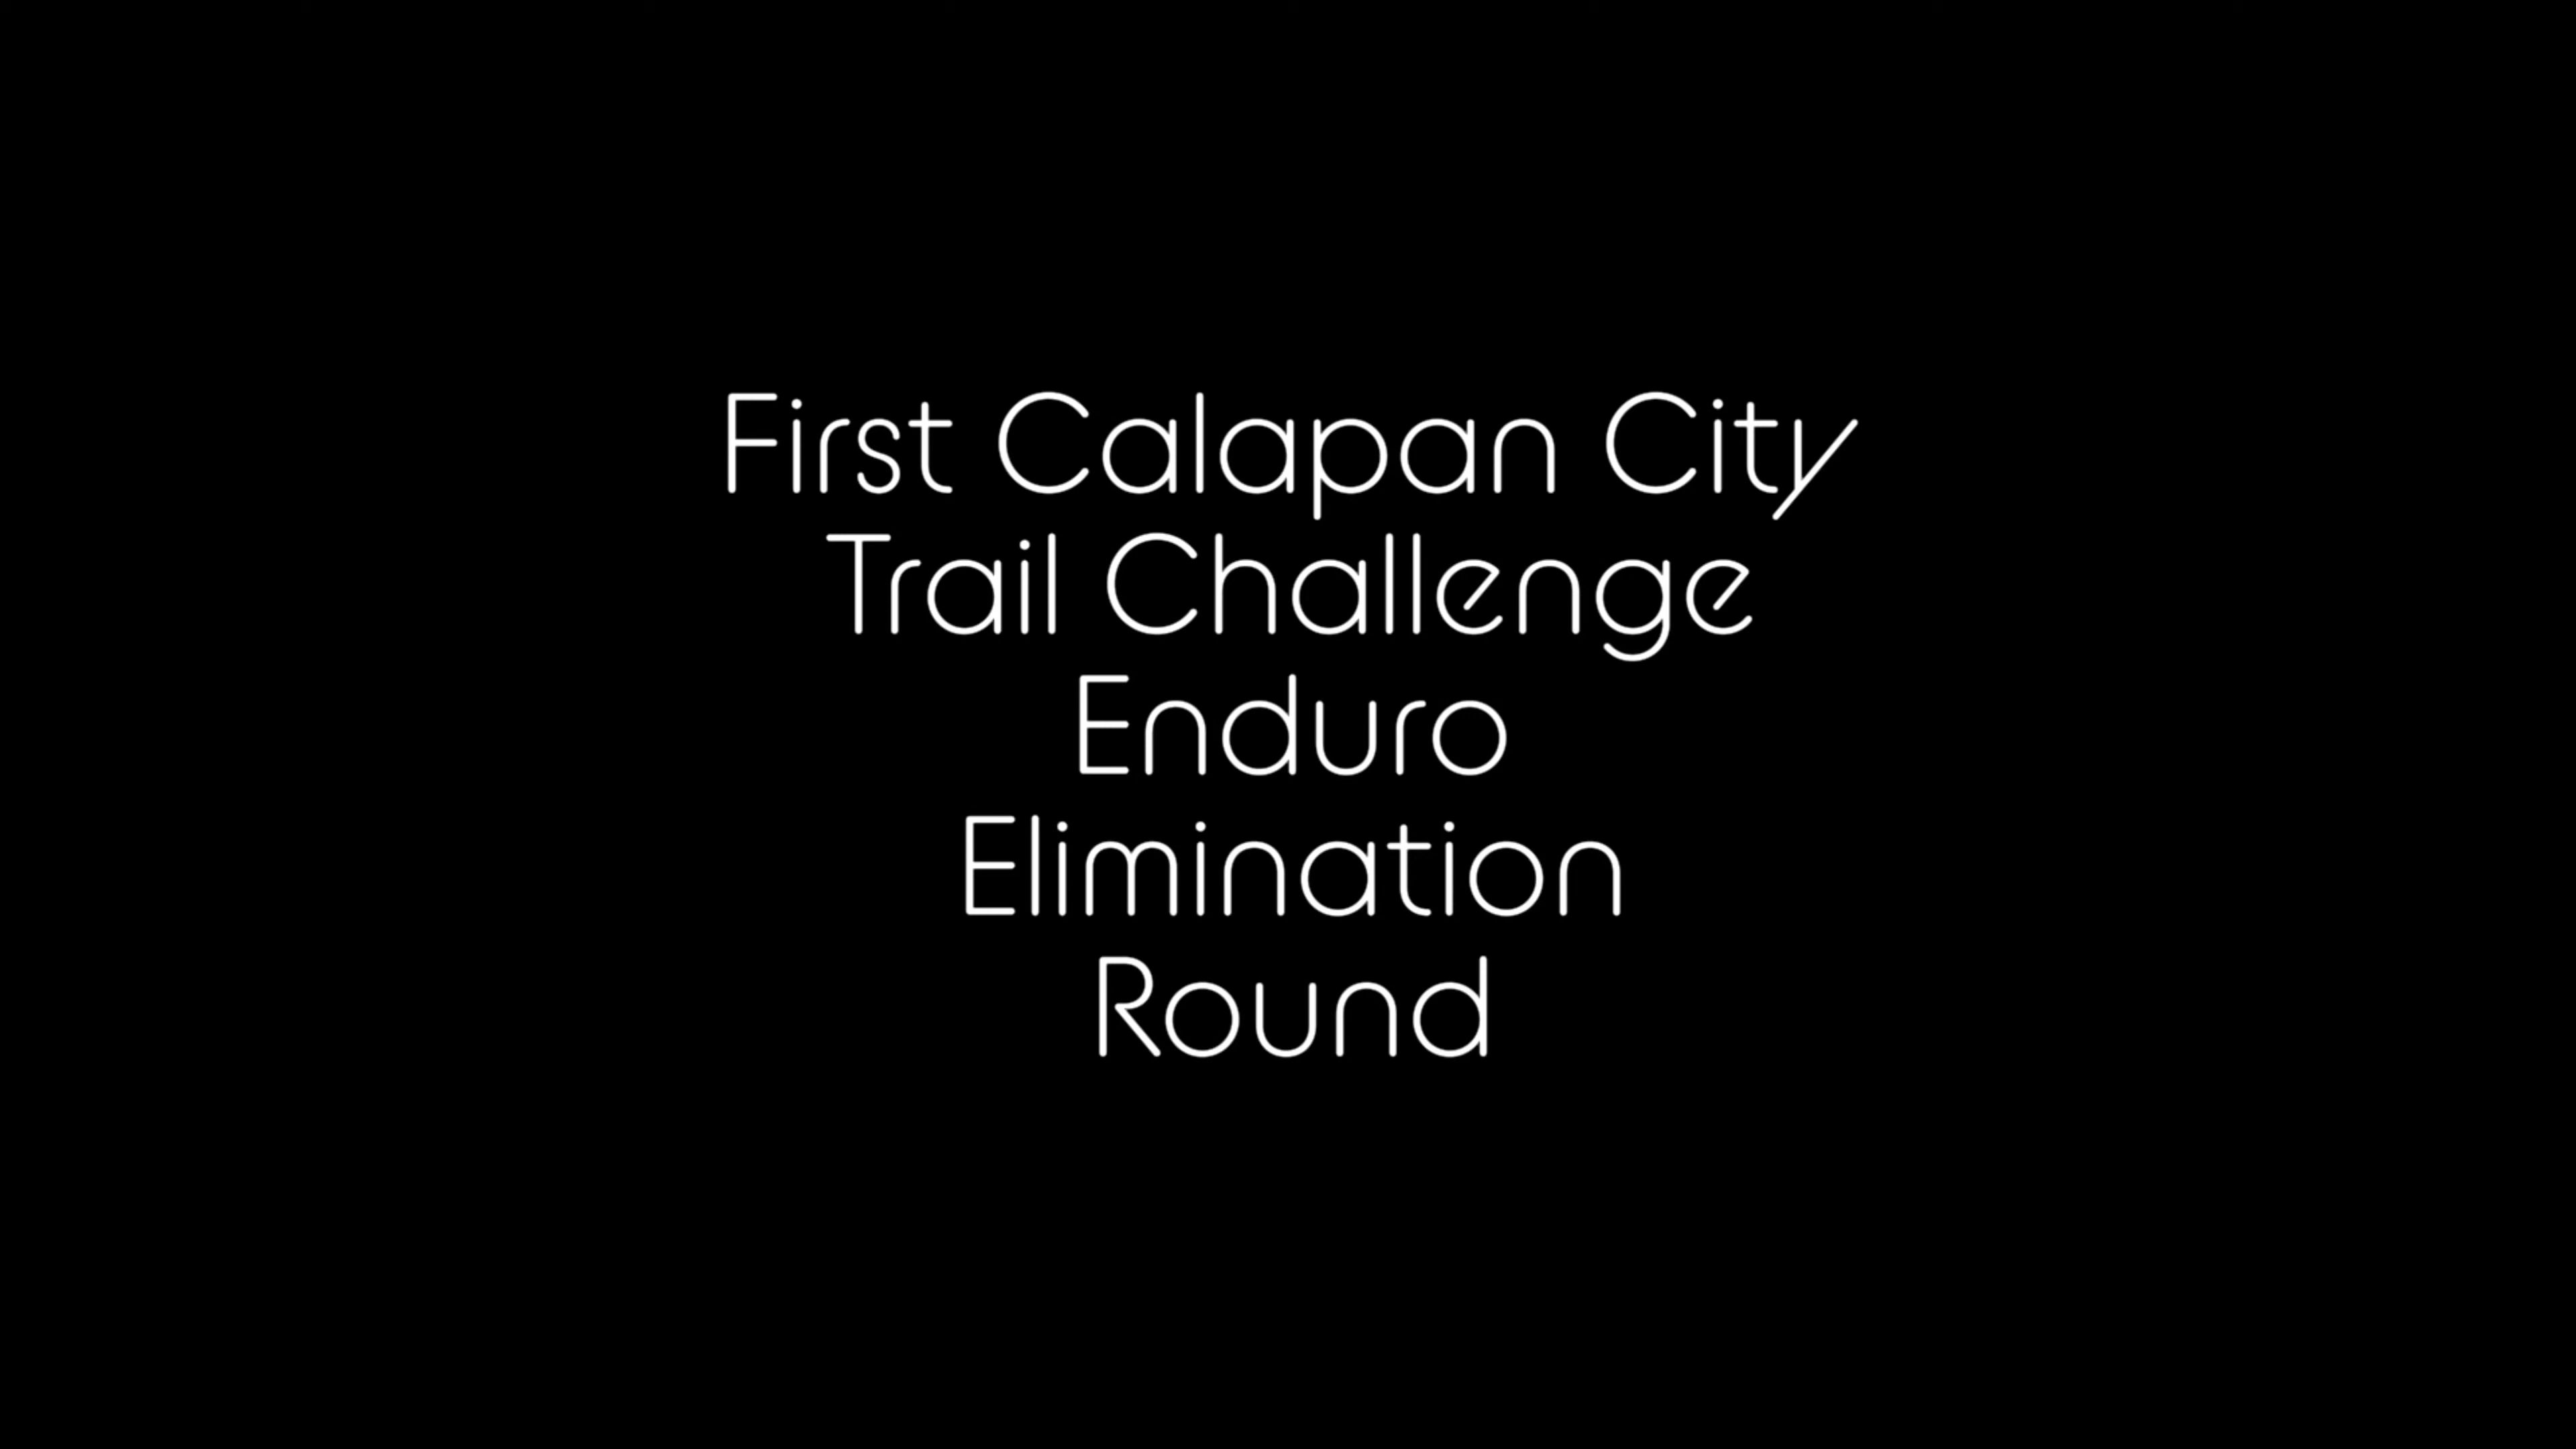 First Calapan City
Trail Challenge
Enduro
Elimination
Round